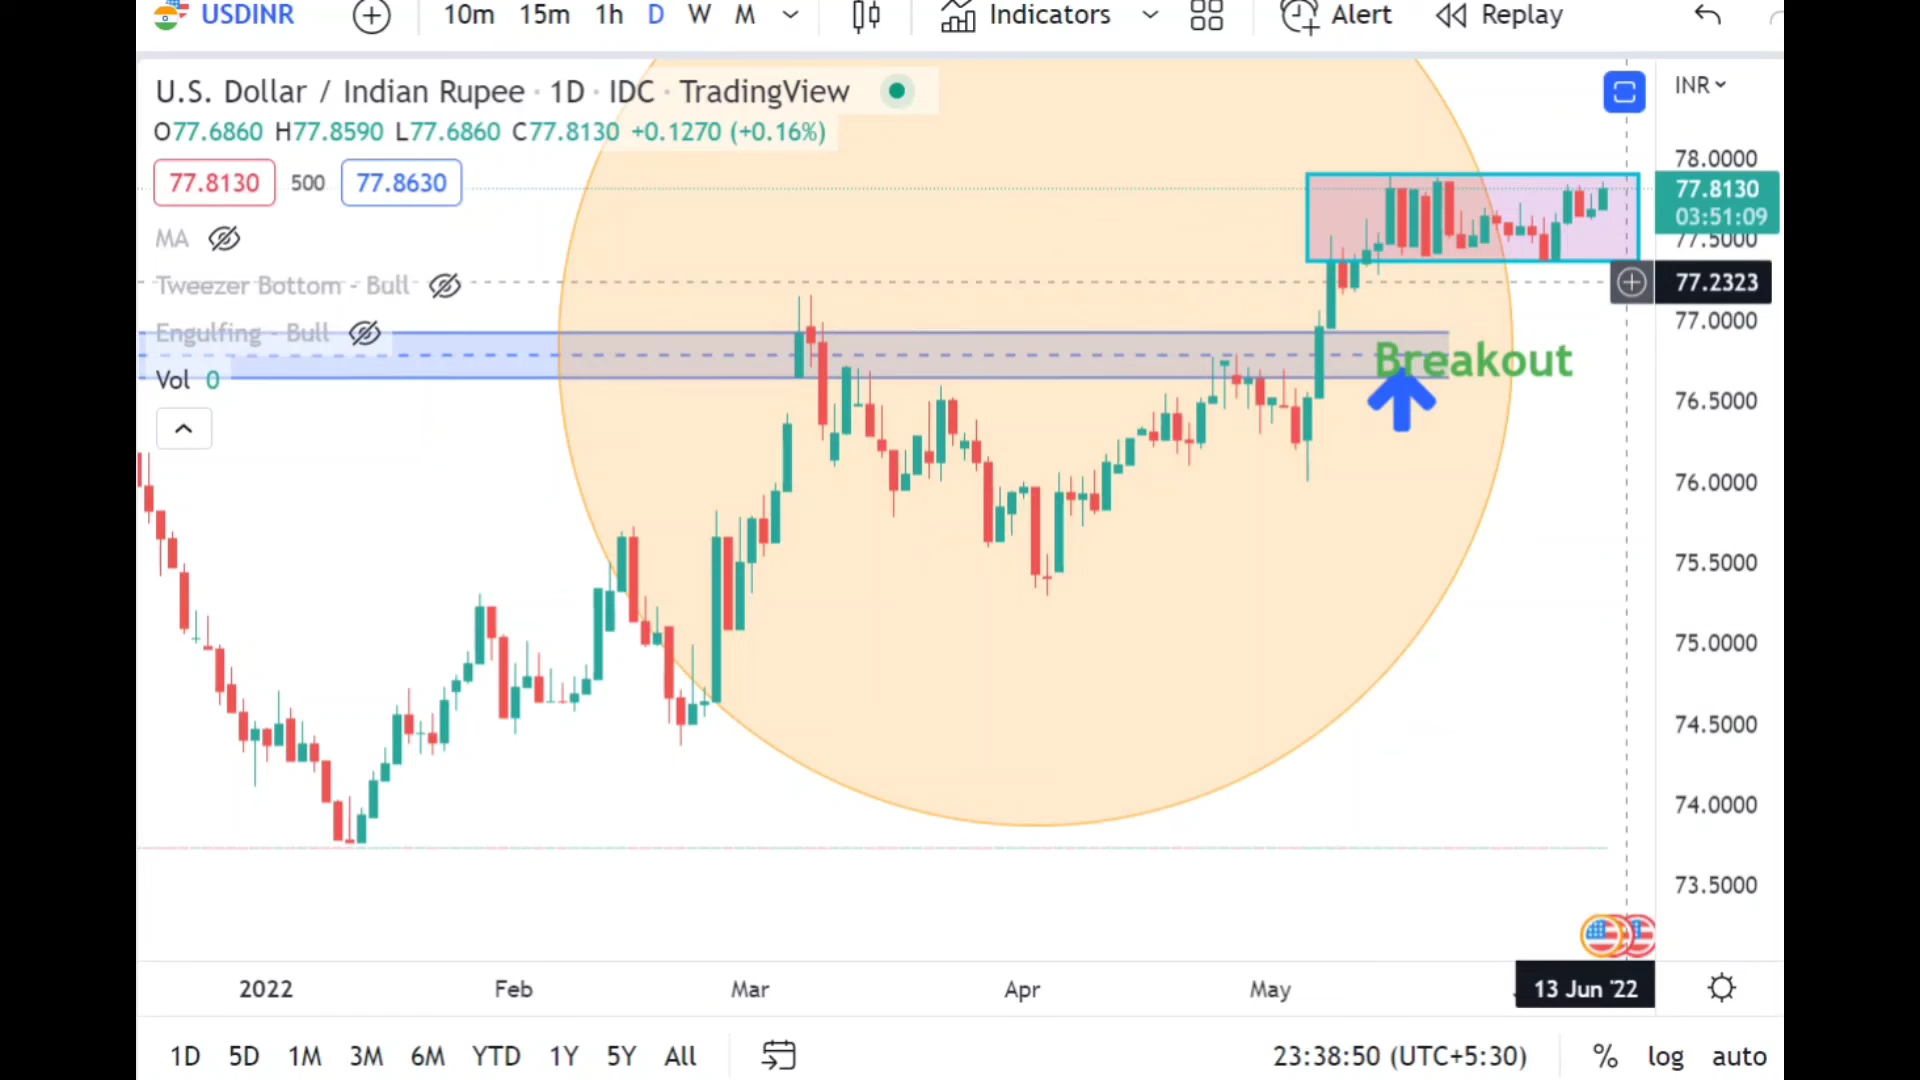 USDINR 10m 15m 1h D W M Indicators Alert Replay
U.S. Dollar / Indian Rupee · 1D · IDC · TradingView
INR
O77.6860 H77.8590 L77.6860 C77.8130 +0.1270 (+0.16%)
78.0000
77.8130 500 77.8630
77.8130
03:51:09
MA
77.5000
Tweezer Bottom - Bull
77.2323
Engulfing - Bull
77.0000
Breakout
Vol 0
76.5000
76.0000
75.5000
75.0000
74.5000
74.0000
73.5000
2022 Feb Mar Apr May 13 Jun '22
1D 5D 1M 3M 6M YTD 1Y 5Y All 23:38:50 (UTC+5:30) % log auto